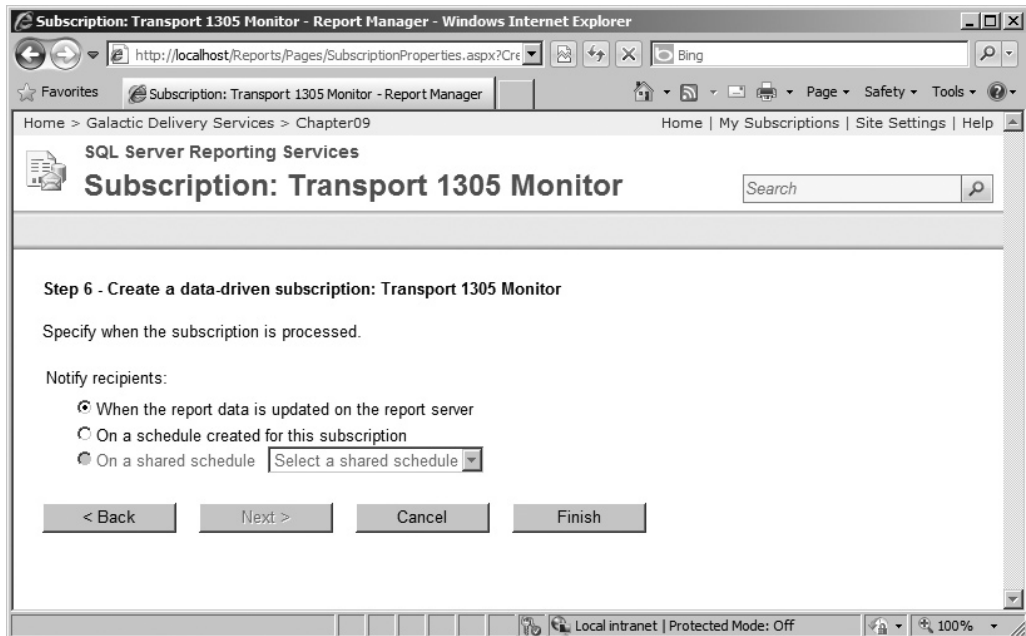 Subscription: Transport 1305 Monitor - Report Manager - Windows Internet Explorer
http://localhost/Reports/Pages/SubscriptionProperties.aspx?Cre
Bing
Favorites
Subscription: Transport 1305 Monitor - Report Manager
Page
Safety
Tools
Home > Galactic Delivery Services > Chapter09
Home | My Subscriptions | Site Settings | Help
SQL Server Reporting Services
Subscription: Transport 1305 Monitor
Search
Step 6 - Create a data-driven subscription: Transport 1305 Monitor
Specify when the subscription is processed.
Notify recipients:
When the report data is updated on the report server
On a schedule created for this subscription
On a shared schedule Select a shared schedule
< Back
Next >
Cancel
Finish
Local intranet | Protected Mode: Off
100%